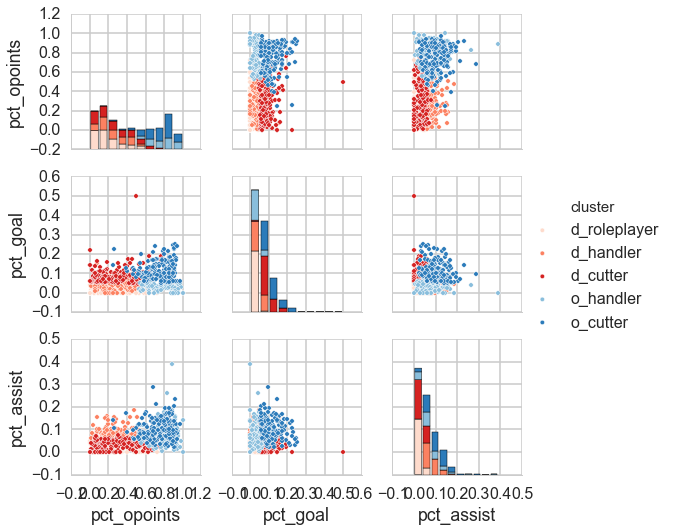 1.2
1.0
0.8
0.6
0.4
0.2
0.0
−0.2
pct_opoints
0.6
0.5
0.4
0.3
0.2
0.1
0.0
−0.1
pct_goal
0.5
0.4
0.3
0.2
0.1
0.0
−0.1
pct_assist
cluster
d_roleplayer
d_handler
d_cutter
o_handler
o_cutter
−0.2 0.0 0.2 0.4 0.6 0.8 1.0 1.2
0.0 0.1 0.2 0.3 0.4 0.5 0.6
−0.1 0.0 0.1 0.2 0.3 0.4 0.5
pct_opoints
pct_goal
pct_assist